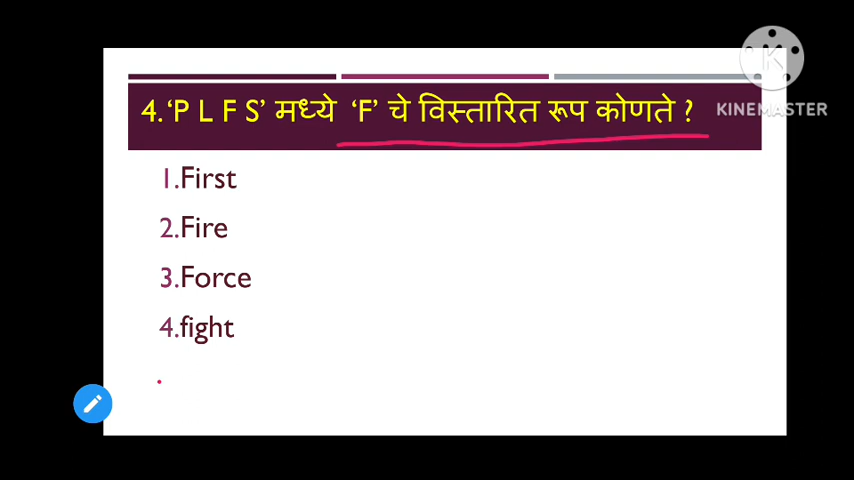 4.‘P L F S’ मध्ये ‘F’ चे विस्तारित रूप कोणते ?
KINEMASTER
1.First
2.Fire
3.Force
4.fight